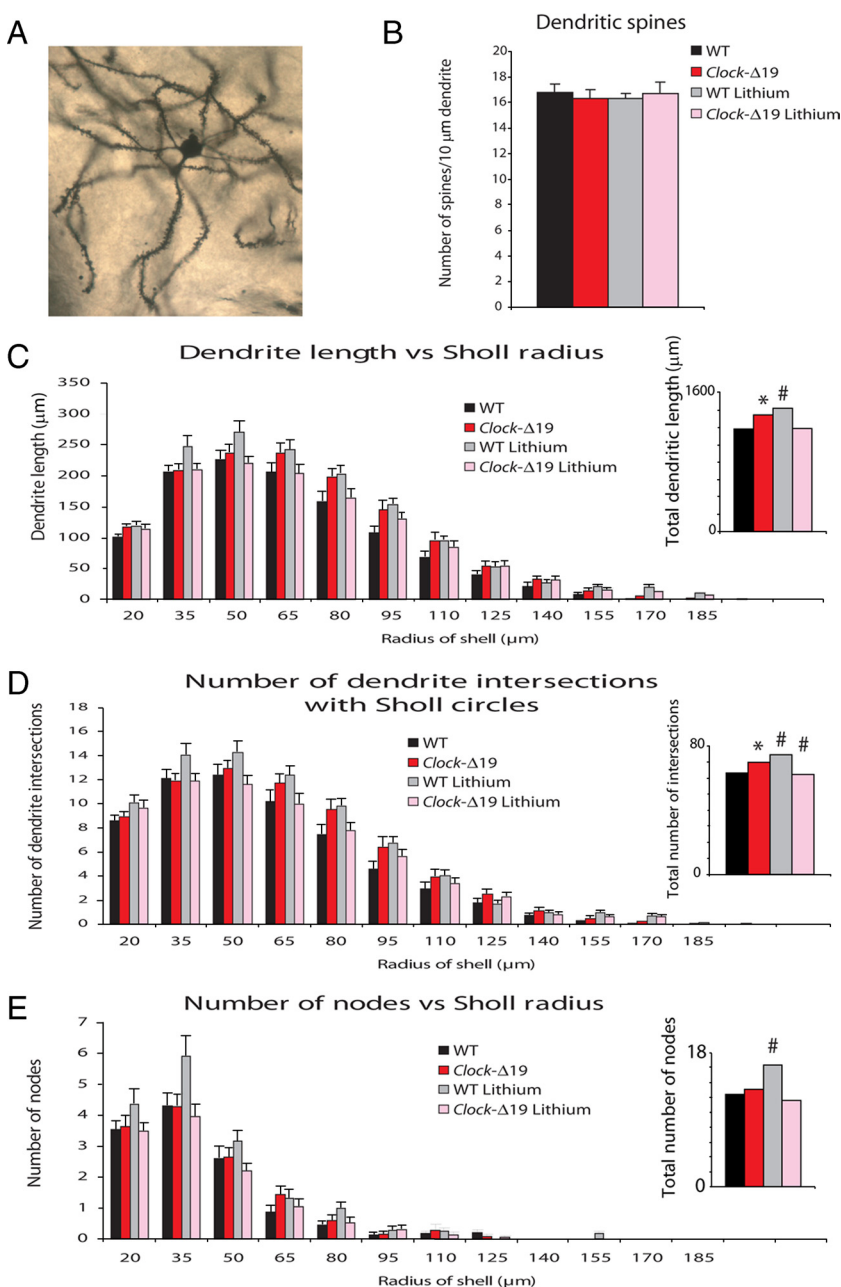 A
B
Dendritic spines
Number of spines/10 μm dendrite
20
18
16
14
12
10
8
6
4
2
0
WT
Clock-Δ19
WT Lithium
Clock-Δ19 Lithium
C
Dendrite length vs Sholl radius
Dendrite length (μm)
350
300
250
200
150
100
50
0
WT
Clock-Δ19
WT Lithium
Clock-Δ19 Lithium
20 35 50 65 80 95 110 125 140 155 170 185
Radius of shell (μm)
Total dendritic length (μm)
1600
0
* #
D
Number of dendrite intersections
with Sholl circles
Number of dendrite intersections
18
16
14
12
10
8
6
4
2
0
WT
Clock-Δ19
WT Lithium
Clock-Δ19 Lithium
20 35 50 65 80 95 110 125 140 155 170 185
Radius of shell (μm)
Total number of intersections
80
0
* # #
E
Number of nodes vs Sholl radius
Number of nodes
7
6
5
4
3
2
1
0
WT
Clock-Δ19
WT Lithium
Clock-Δ19 Lithium
20 35 50 65 80 95 110 125 140 155 170 185
Radius of shell (μm)
Total number of nodes
18
0
#